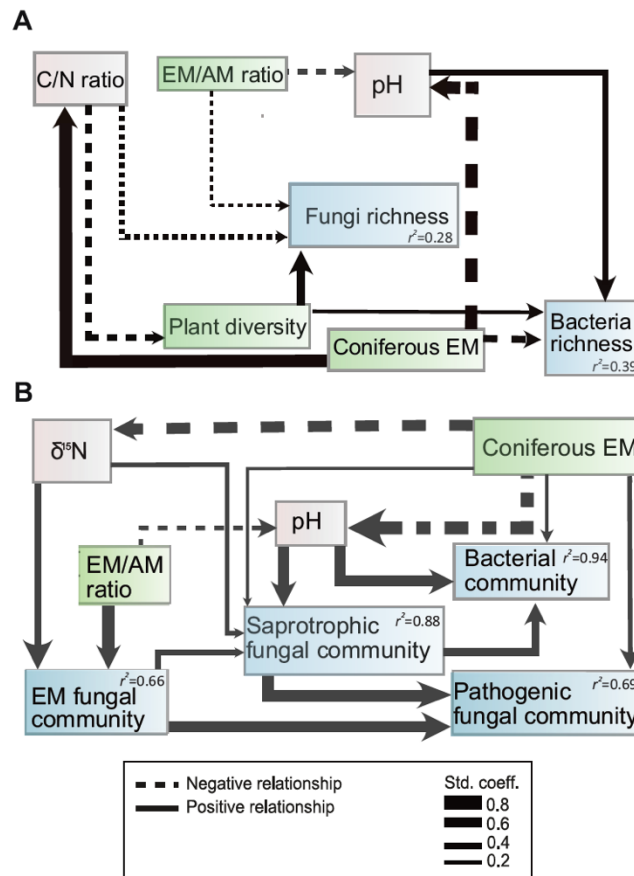 A
C/N ratio
EM/AM ratio
pH
Fungi richness
r²=0.28
Plant diversity
Coniferous EM
Bacteria
richness
r²=0.39
B
δ¹⁵N
Coniferous EM
pH
EM/AM
ratio
r²=0.94
Bacterial
community
r²=0.88
Saprotrophic
fungal community
r²=0.66
EM fungal
community
r²=0.69
Pathogenic
fungal community
Negative relationship
Positive relationship
Std. coeff.
0.8
0.6
0.4
0.2